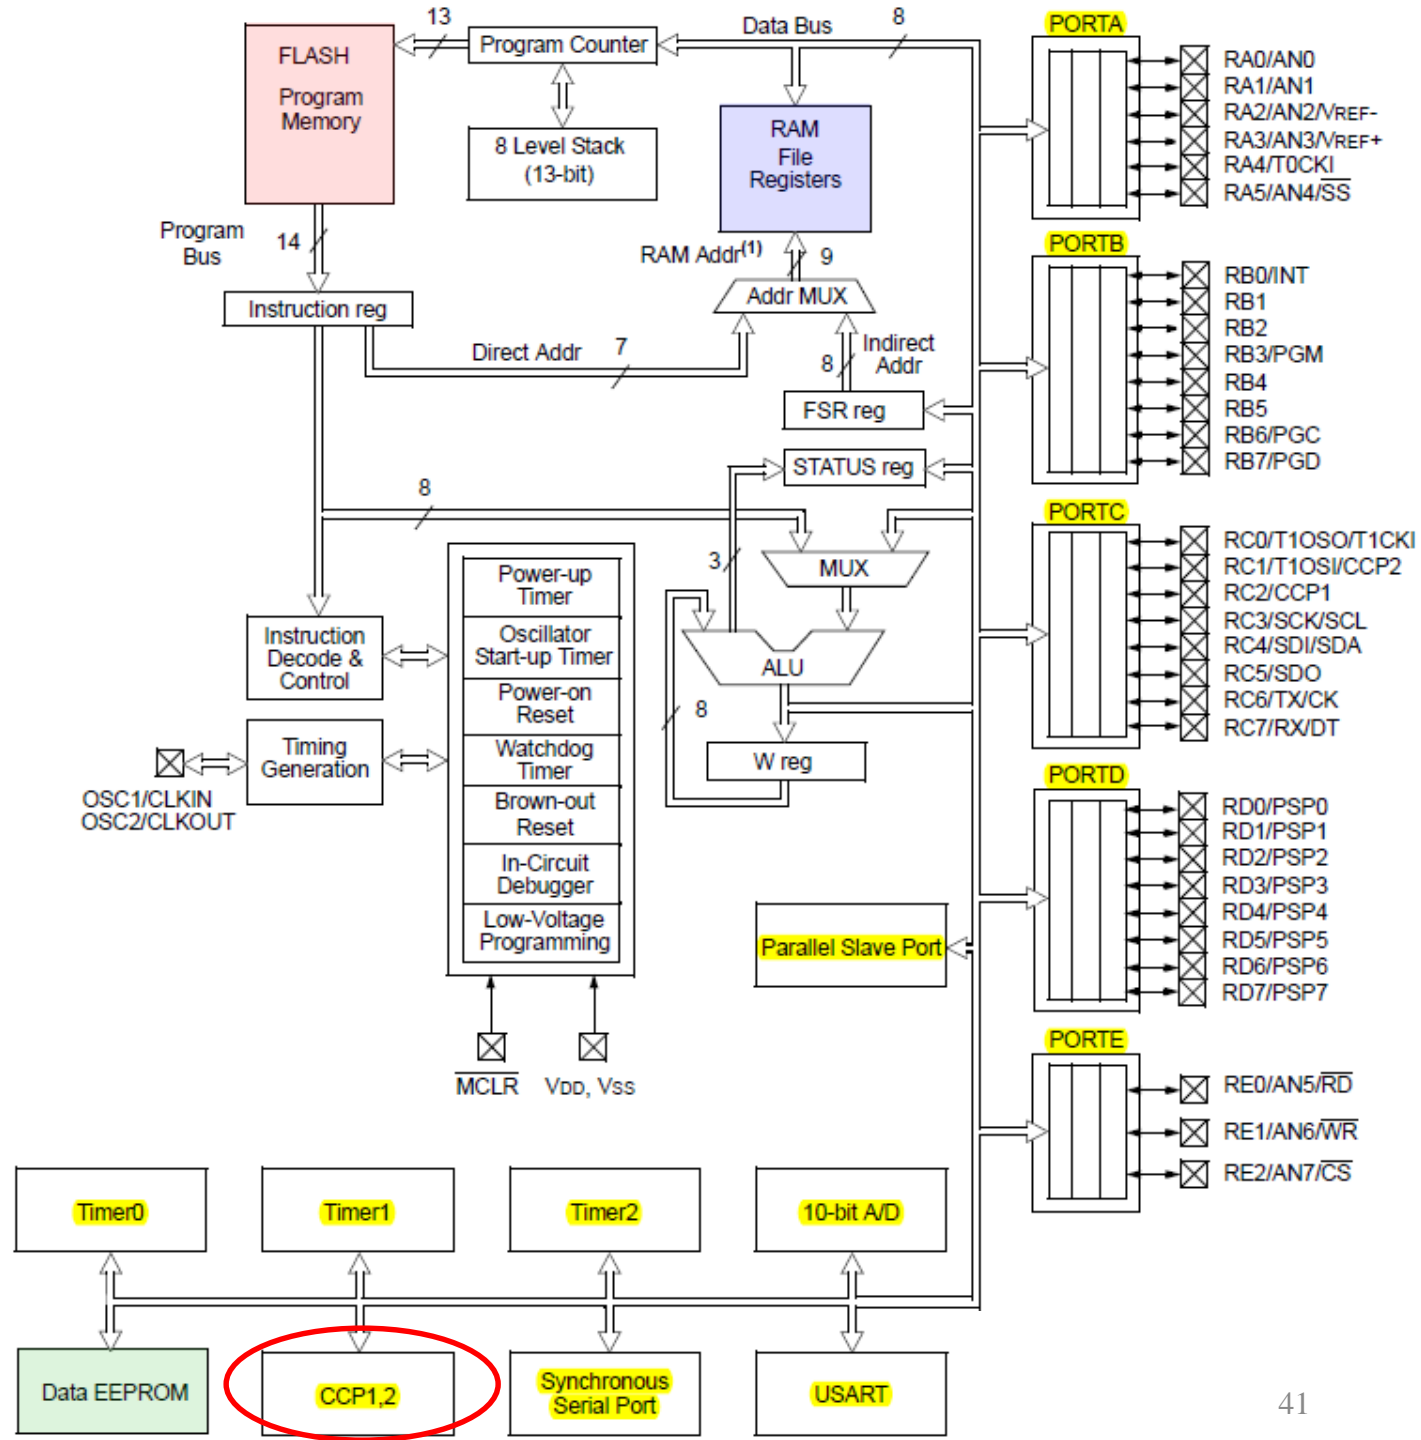 13
Data Bus
8
PORTA
FLASH
Program
Memory
Program Counter
RA0/AN0
RA1/AN1
RA2/AN2/VREF-
RA3/AN3/VREF+
RA4/T0CKI
RA5/AN4/SS
8 Level Stack
(13-bit)
RAM
File
Registers
Program
Bus
14
RAM Addr(1)
9
PORTB
Instruction reg
Addr MUX
RB0/INT
RB1
RB2
RB3/PGM
RB4
RB5
RB6/PGC
RB7/PGD
Direct Addr
7
Indirect
Addr
8
FSR reg
STATUS reg
8
PORTC
3
MUX
RC0/T1OSO/T1CKI
RC1/T1OSI/CCP2
RC2/CCP1
RC3/SCK/SCL
RC4/SDI/SDA
RC5/SDO
RC6/TX/CK
RC7/RX/DT
Power-up
Timer
Oscillator
Start-up Timer
Power-on
Reset
Watchdog
Timer
Brown-out
Reset
In-Circuit
Debugger
Low-Voltage
Programming
Instruction
Decode &
Control
ALU
8
W reg
Timing
Generation
OSC1/CLKIN
OSC2/CLKOUT
PORTD
RD0/PSP0
RD1/PSP1
RD2/PSP2
RD3/PSP3
RD4/PSP4
RD5/PSP5
RD6/PSP6
RD7/PSP7
Parallel Slave Port
MCLR
VDD, VSS
PORTE
RE0/AN5/RD
RE1/AN6/WR
RE2/AN7/CS
Timer0
Timer1
Timer2
10-bit A/D
Data EEPROM
CCP1,2
Synchronous
Serial Port
USART
41